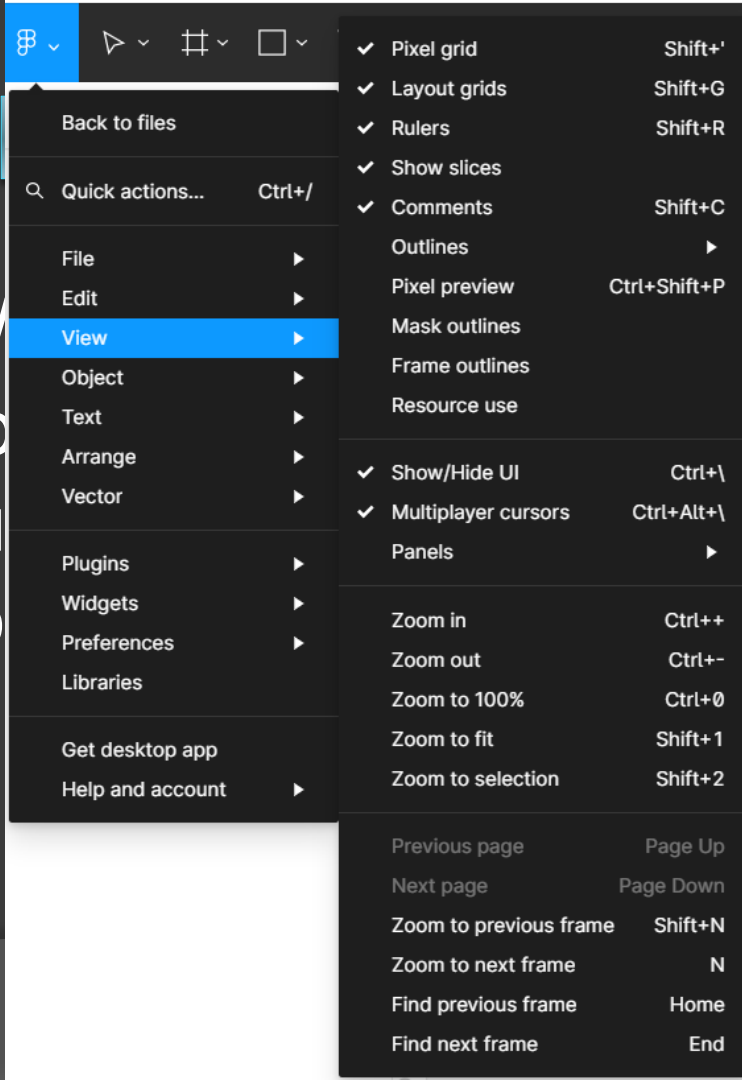 Back to files
Quick actions... Ctrl+/
File
Edit
View
Object
Text
Arrange
Vector
Plugins
Widgets
Preferences
Libraries
Get desktop app
Help and account
Pixel grid Shift+'
Layout grids Shift+G
Rulers Shift+R
Show slices
Comments Shift+C
Outlines
Pixel preview Ctrl+Shift+P
Mask outlines
Frame outlines
Resource use
Show/Hide UI Ctrl+\
Multiplayer cursors Ctrl+Alt+\
Panels
Zoom in Ctrl++
Zoom out Ctrl+-
Zoom to 100% Ctrl+0
Zoom to fit Shift+1
Zoom to selection Shift+2
Previous page Page Up
Next page Page Down
Zoom to previous frame Shift+N
Zoom to next frame N
Find previous frame Home
Find next frame End